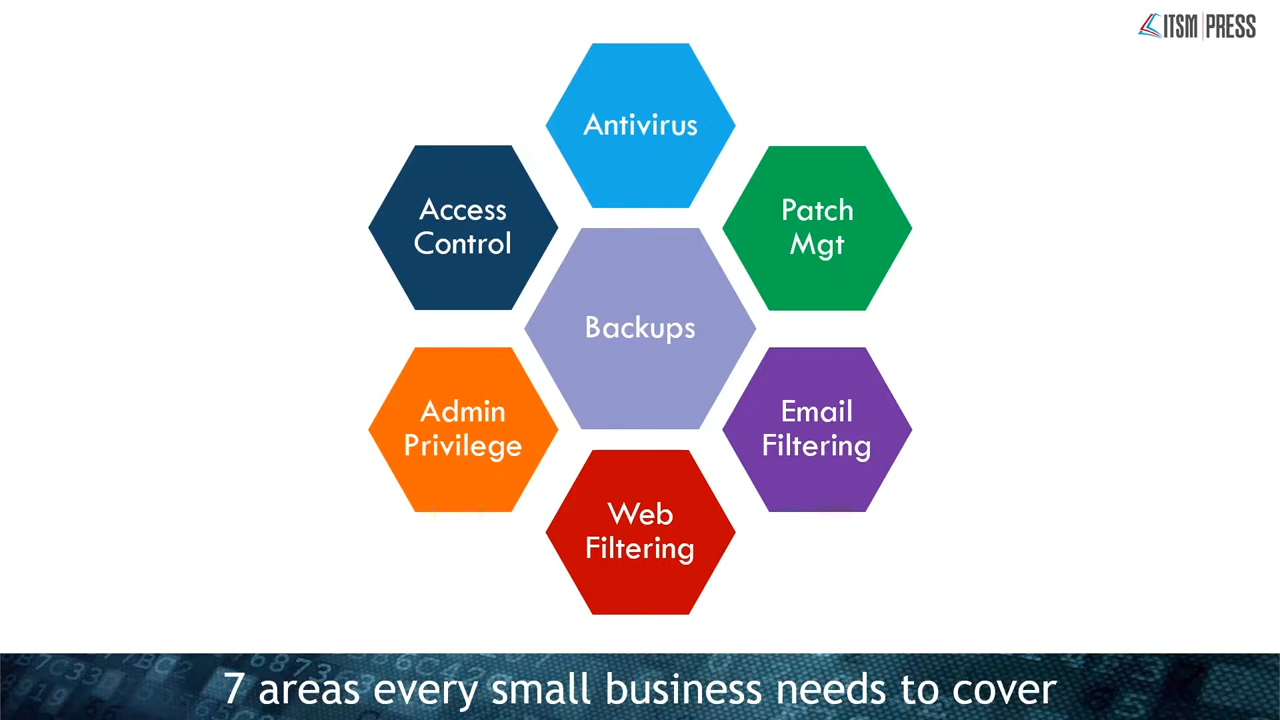 ITSM PRESS
Antivirus
Access
Control
Patch
Mgt
Backups
Admin
Privilege
Email
Filtering
Web
Filtering
7 areas every small business needs to cover